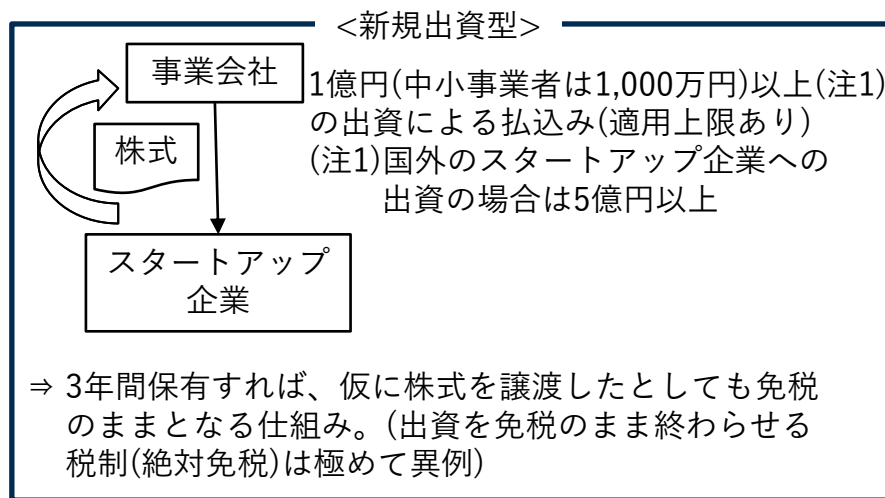 <新規出資型>
事業会社
株式
スタートアップ
企業
1億円(中小事業者は1,000万円)以上(注1)
の出資による払込み(適用上限あり)
(注1)国外のスタートアップ企業への
出資の場合は5億円以上
⇒ 3年間保有すれば、仮に株式を譲渡したとしても免税
のままとなる仕組み。(出資を免税のまま終わらせる
税制(絶対免税)は極めて異例)